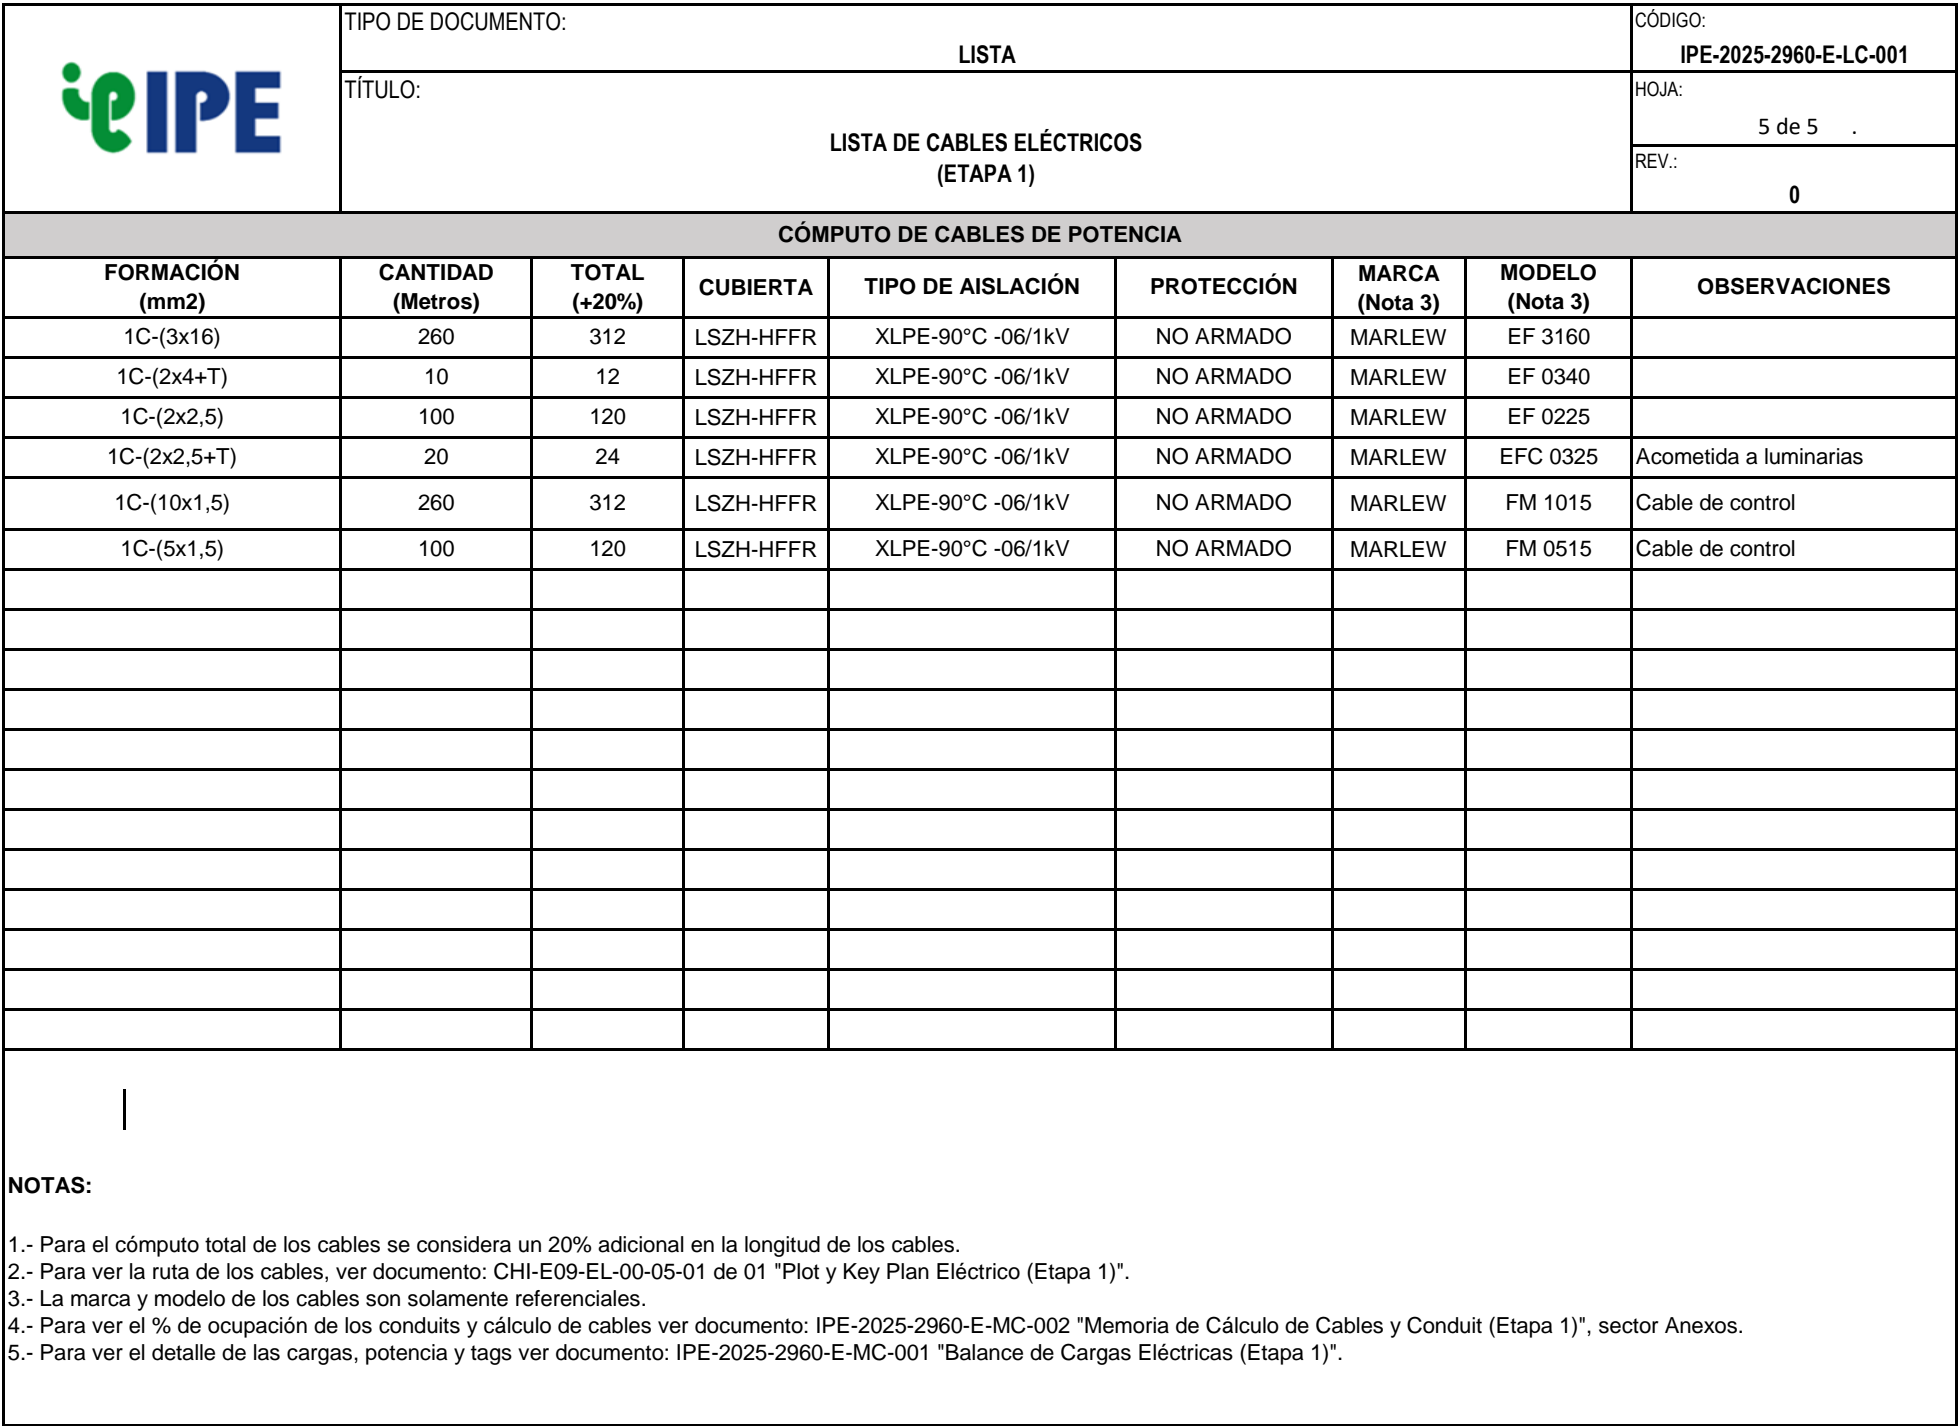 IPE
TIPO DE DOCUMENTO:
LISTA
CÓDIGO:
IPE-2025-2960-E-LC-001
TÍTULO:
LISTA DE CABLES ELÉCTRICOS
(ETAPA 1)
HOJA:
5 de 5 .
REV.:
0
CÓMPUTO DE CABLES DE POTENCIA
FORMACIÓN (mm2) CANTIDAD (Metros) TOTAL (+20%) CUBIERTA TIPO DE AISLACIÓN PROTECCIÓN MARCA (Nota 3) MODELO (Nota 3) OBSERVACIONES
1C-(3x16) 260 312 LSZH-HFFR XLPE-90°C -06/1kV NO ARMADO MARLEW EF 3160
1C-(2x4+T) 10 12 LSZH-HFFR XLPE-90°C -06/1kV NO ARMADO MARLEW EF 0340
1C-(2x2,5) 100 120 LSZH-HFFR XLPE-90°C -06/1kV NO ARMADO MARLEW EF 0225
1C-(2x2,5+T) 20 24 LSZH-HFFR XLPE-90°C -06/1kV NO ARMADO MARLEW EFC 0325 Acometida a luminarias
1C-(10x1,5) 260 312 LSZH-HFFR XLPE-90°C -06/1kV NO ARMADO MARLEW FM 1015 Cable de control
1C-(5x1,5) 100 120 LSZH-HFFR XLPE-90°C -06/1kV NO ARMADO MARLEW FM 0515 Cable de control
NOTAS:
1.- Para el cómputo total de los cables se considera un 20% adicional en la longitud de los cables.
2.- Para ver la ruta de los cables, ver documento: CHI-E09-EL-00-05-01 de 01 "Plot y Key Plan Eléctrico (Etapa 1)".
3.- La marca y modelo de los cables son solamente referenciales.
4.- Para ver el % de ocupación de los conduits y cálculo de cables ver documento: IPE-2025-2960-E-MC-002 "Memoria de Cálculo de Cables y Conduit (Etapa 1)", sector Anexos.
5.- Para ver el detalle de las cargas, potencia y tags ver documento: IPE-2025-2960-E-MC-001 "Balance de Cargas Eléctricas (Etapa 1)".